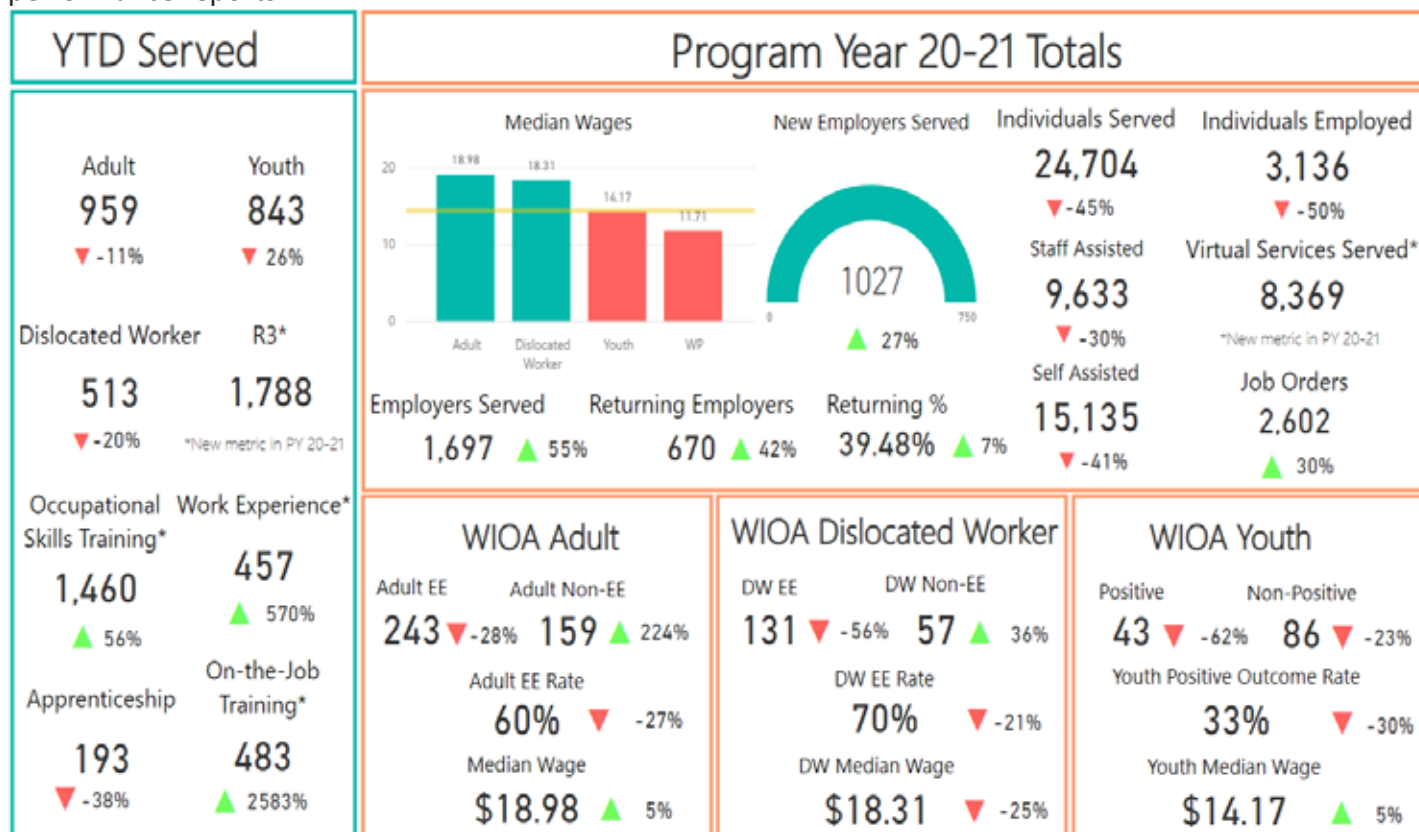 YTD Served
Adult Youth
959 843
-11% 26%
Dislocated Worker R3*
513 1,788
-20% *New metric in PY 20-21
Occupational Skills Training* Work Experience*
1,460 457
56% 570%
Apprenticeship On-the-Job Training*
193 483
-38% 2583%
Program Year 20-21 Totals
Median Wages
20
10
0
18.98 18.31 14.17 11.71
Adult Dislocated Worker Youth WP
New Employers Served
1027
0 750
27%
Employers Served Returning Employers Returning %
1,697 55% 670 42% 39.48% 7%
Individuals Served Individuals Employed
24,704 3,136
-45% -50%
Staff Assisted Virtual Services Served*
9,633 8,369
-30% *New metric in PY 20-21
Self Assisted Job Orders
15,135 2,602
-41% 30%
WIOA Adult
Adult EE Adult Non-EE
243 -28% 159 224%
Adult EE Rate
60% -27%
Median Wage
$18.98 5%
WIOA Dislocated Worker
DW EE DW Non-EE
131 -56% 57 36%
DW EE Rate
70% -21%
DW Median Wage
$18.31 -25%
WIOA Youth
Positive Non-Positive
43 -62% 86 -23%
Youth Positive Outcome Rate
33% -30%
Youth Median Wage
$14.17 5%